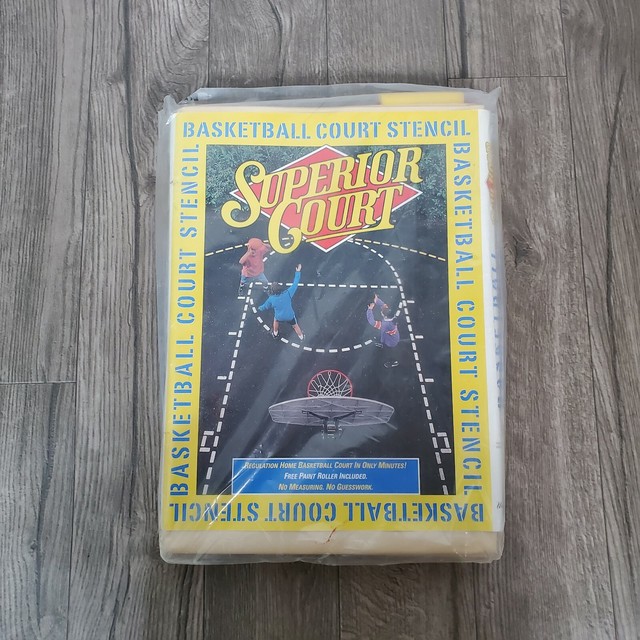 BASKETBALL COURT STENCIL
SUPERIOR
COURT
BASKETBALL COURT STENCIL
BASKETBALL COURT STENCIL
REGULATION HOME BASKETBALL COURT IN ONLY MINUTES!
FREE PAINT ROLLER INCLUDED.
NO MEASURING. NO GUESSWORK.
BASKETBALL COURT STENCIL